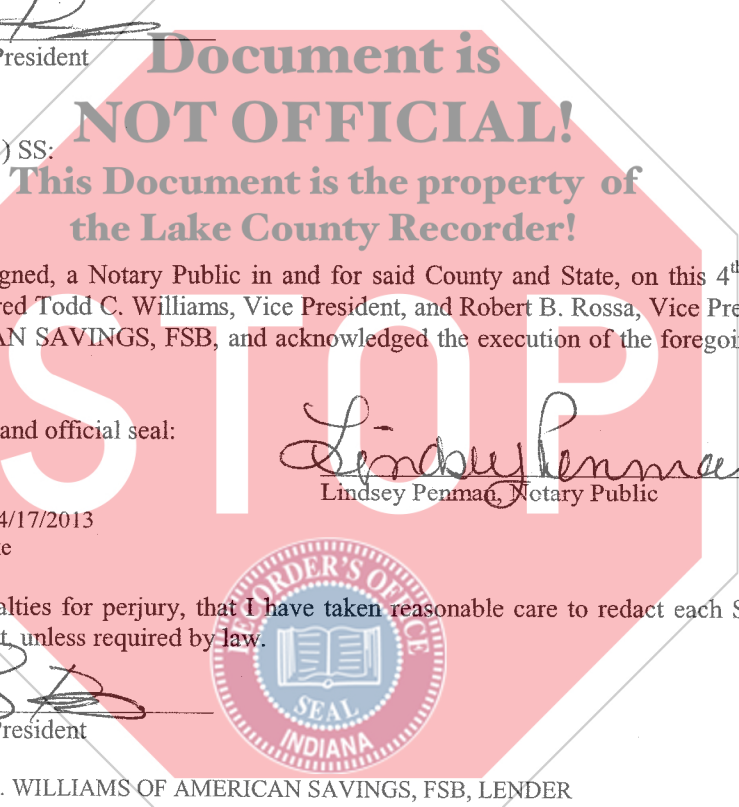 President
Document is
NOT OFFICIAL!
) SS:
This Document is the property of
the Lake County Recorder!
igned, a Notary Public in and for said County and State, on this 4th
red Todd C. Williams, Vice President, and Robert B. Rossa, Vice Pre
AN SAVINGS, FSB, and acknowledged the execution of the foregoi
STOP
and official seal:
Lindsey Penman
Lindsey Penman, Notary Public
4/17/2013
e
alties for perjury, that I have taken reasonable care to redact each S
t, unless required by law.
RECORDER'S OFFICE
SEAL
INDIANA
President
. WILLIAMS OF AMERICAN SAVINGS, FSB, LENDER